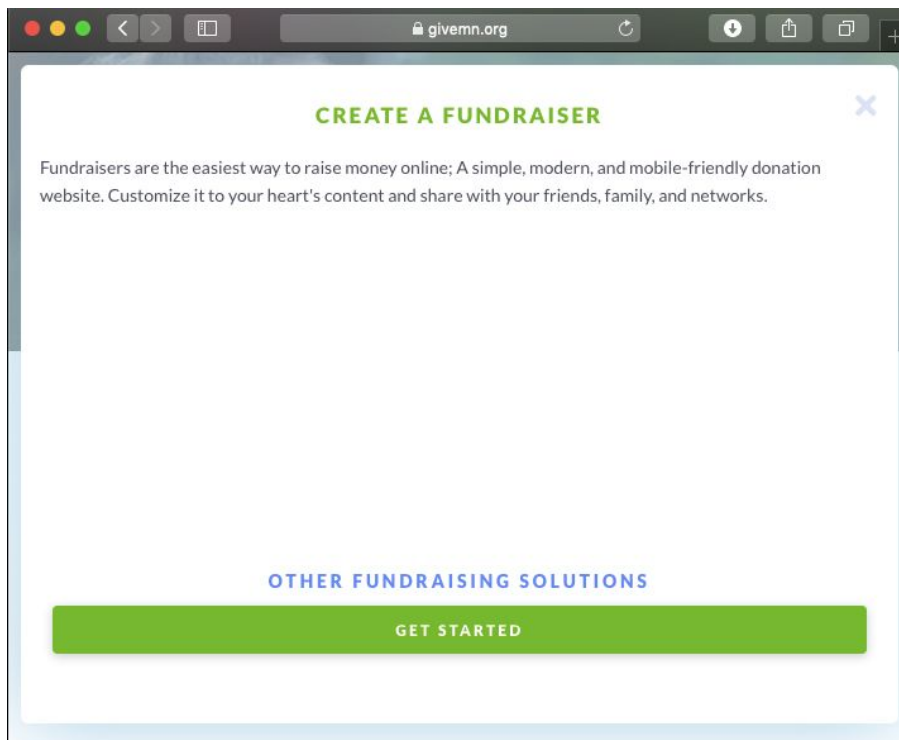 givemn.org
CREATE A FUNDRAISER
Fundraisers are the easiest way to raise money online; A simple, modern, and mobile-friendly donation
website. Customize it to your heart's content and share with your friends, family, and networks.
OTHER FUNDRAISING SOLUTIONS
GET STARTED